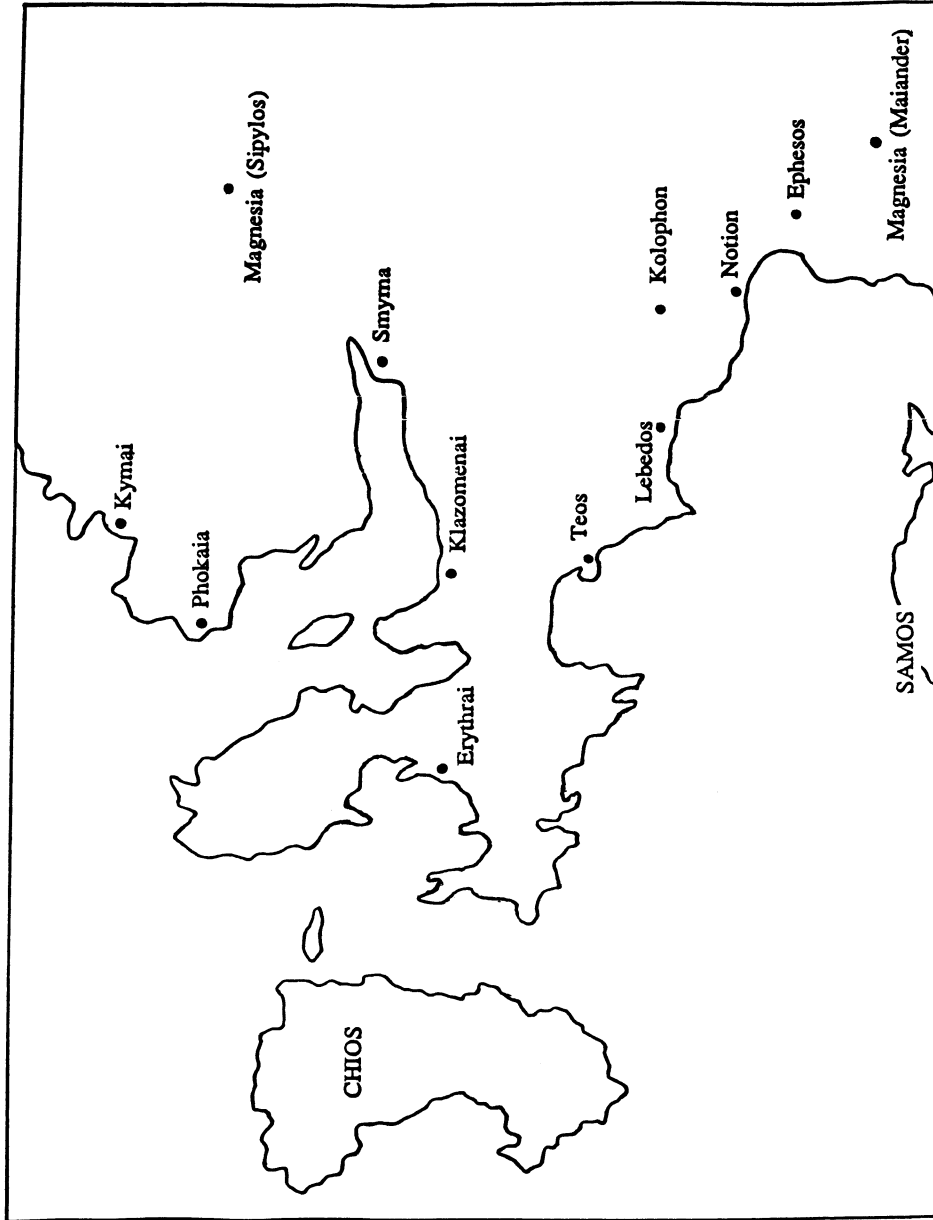 Kymai
Phokaia
Magnesia (Sipylos)
CHIOS
Smyrna
Klazomenai
Erythrai
Teos
Lebedos
Kolophon
Notion
Ephesos
Magnesia (Maiander)
SAMOS